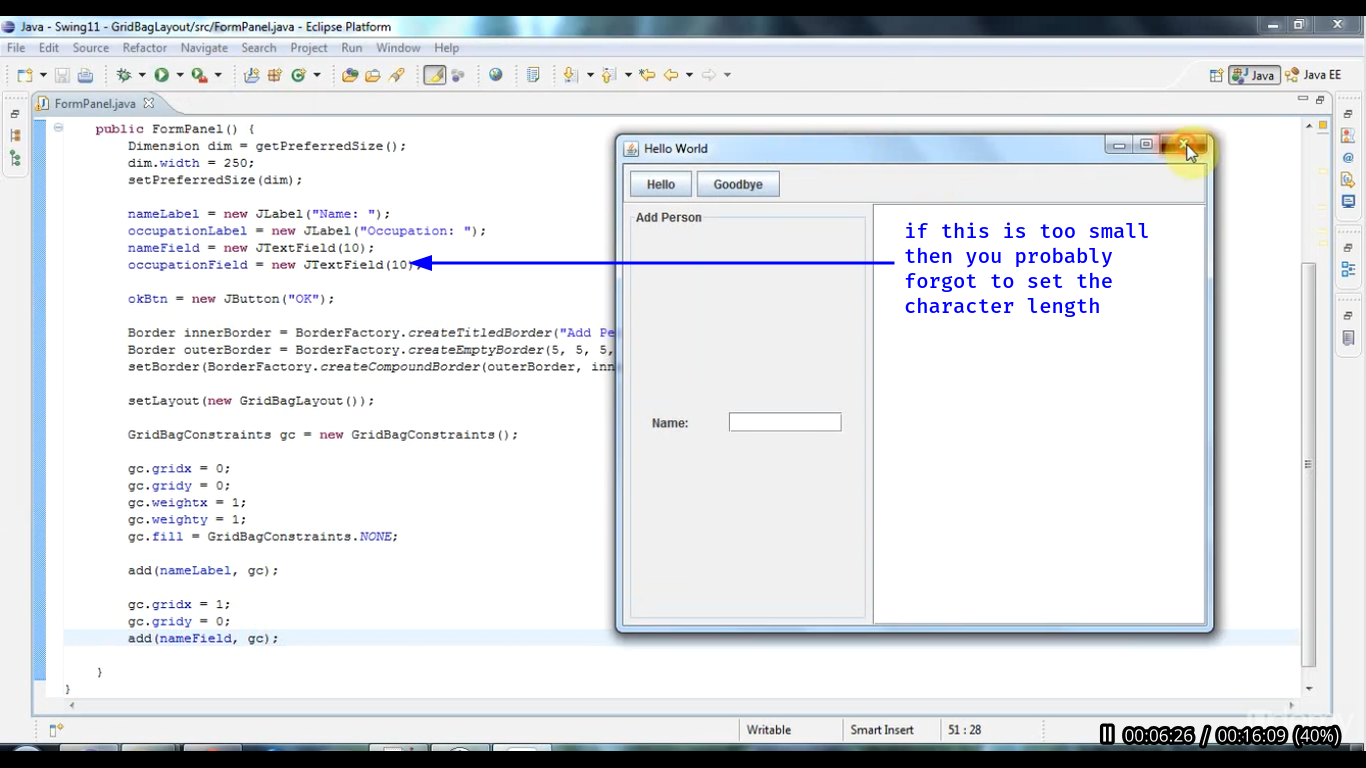 Java - Swing11 - GridBagLayout/src/FormPanel.java - Eclipse Platform
File Edit Source Refactor Navigate Search Project Run Window Help
Java Java EE
FormPanel.java
public FormPanel() {
Dimension dim = getPreferredSize();
dim.width = 250;
setPreferredSize(dim);
nameLabel = new JLabel("Name: ");
occupationLabel = new JLabel("Occupation: ");
nameField = new JTextField(10);
occupationField = new JTextField(10);
okBtn = new JButton("OK");
Border innerBorder = BorderFactory.createTitledBorder("Add Pe
Border outerBorder = BorderFactory.createEmptyBorder(5, 5, 5,
setBorder(BorderFactory.createCompoundBorder(outerBorder, inn
setLayout(new GridBagLayout());
GridBagConstraints gc = new GridBagConstraints();
gc.gridx = 0;
gc.gridy = 0;
gc.weightx = 1;
gc.weighty = 1;
gc.fill = GridBagConstraints.NONE;
add(nameLabel, gc);
gc.gridx = 1;
gc.gridy = 0;
add(nameField, gc);
}
}
Hello World
Hello Goodbye
Add Person
Name:
if this is too small
then you probably
forgot to set the
character length
Writable Smart Insert 51 : 28
00:06:26 / 00:16:09 (40%)